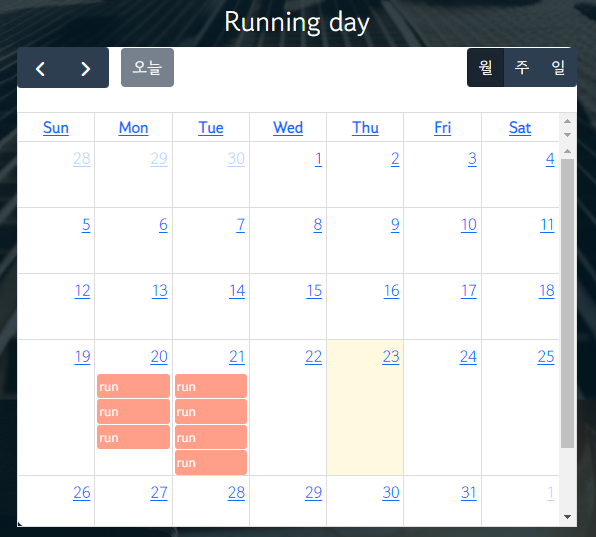 Running day
오늘 월 주 일
Sun Mon Tue Wed Thu Fri Sat
28 29 30 1 2 3 4
5 6 7 8 9 10 11
12 13 14 15 16 17 18
19 20 21 22 23 24 25
run run
run run
run run
run
26 27 28 29 30 31 1